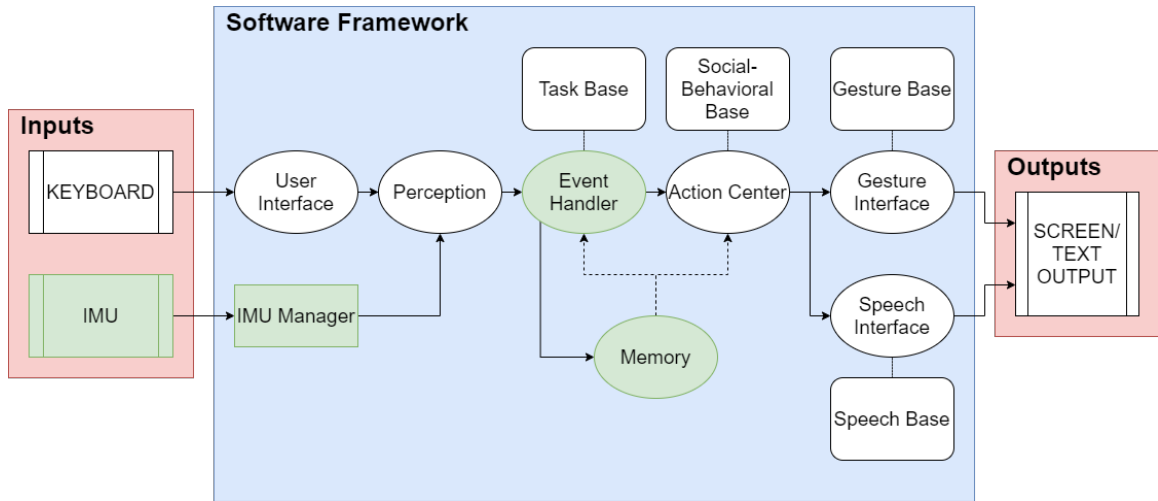 Software Framework
Inputs
KEYBOARD
IMU
User
Interface
IMU Manager
Perception
Task Base
Event
Handler
Memory
Social-
Behavioral
Base
Action Center
Gesture Base
Gesture
Interface
Speech
Interface
Speech Base
Outputs
SCREEN/
TEXT
OUTPUT